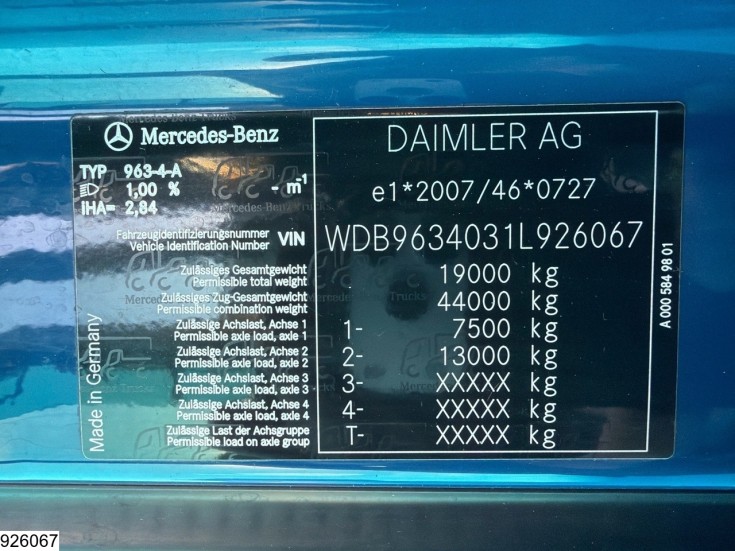 Mercedes-Benz
DAIMLER AG
TYP 963-4-A
1,00 % - m-1
iHA= 2,84
e1*2007/46*0727
Fahrzeugidentifizierungsnummer
Vehicle Identification Number VIN WDB9634031L926067
Zulässiges Gesamtgewicht
Permissible total weight 19000 kg
Zulässiges Zug-Gesamtgewicht
Permissible combination weight 44000 kg
Zulässige Achslast, Achse 1
Permissible axle load, axle 1 1- 7500 kg
Zulässige Achslast, Achse 2
Permissible axle load, axle 2 2- 13000 kg
Zulässige Achslast, Achse 3
Permissible axle load, axle 3 3- XXXXX kg
Zulässige Achslast, Achse 4
Permissible axle load, axle 4 4- XXXXX kg
Zulässige Last der Achsgruppe
Permissible load on axle group T- XXXXX kg
Made in Germany
A 000 584 98 01
926067